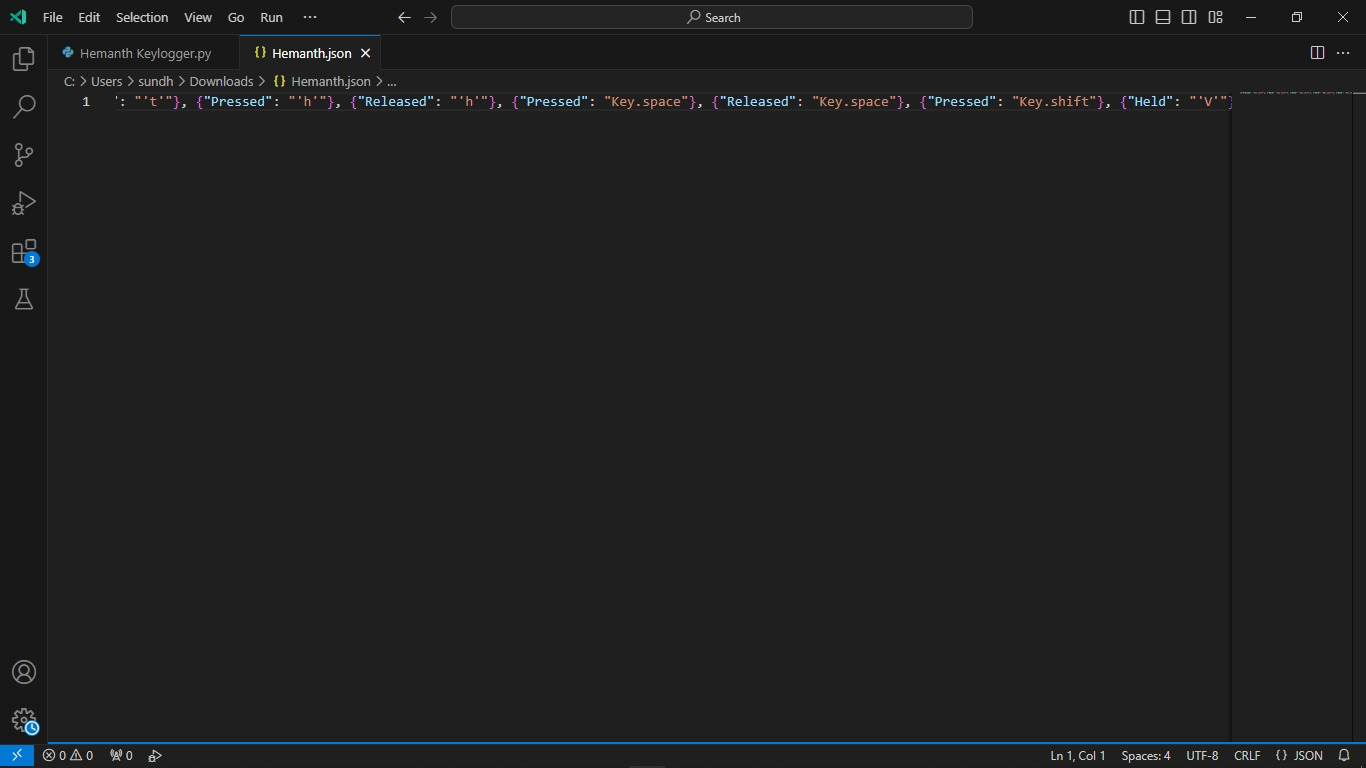 File Edit Selection View Go Run ···
Search
Hemanth Keylogger.py
{} Hemanth.json
C: > Users > sundh > Downloads > {} Hemanth.json > ...
1 ": "'t'"}, {"Pressed": "'h'"}, {"Released": "'h'"}, {"Pressed": "Key.space"}, {"Released": "Key.space"}, {"Pressed": "Key.shift"}, {"Held": "'V'"}
3
0 0 0
Ln 1, Col 1 Spaces: 4 UTF-8 CRLF {} JSON